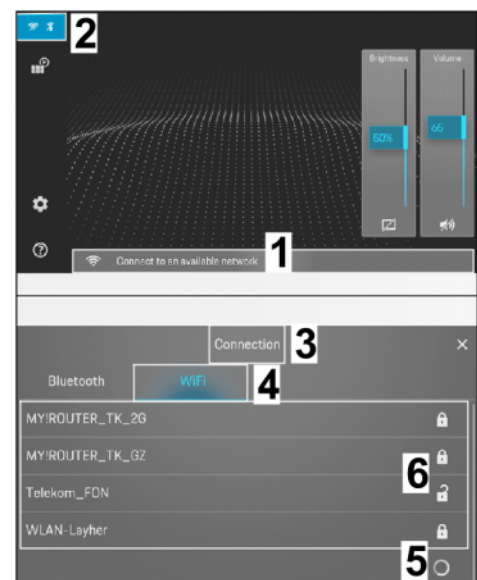 2
Brightness
Volume
50%
65
1
Connect to an available network
Connection
3
Bluetooth
WiFi
4
MY!ROUTER_TK_2G
MY!ROUTER_TK_GZ
6
Telekom_FON
WLAN-Layher
5